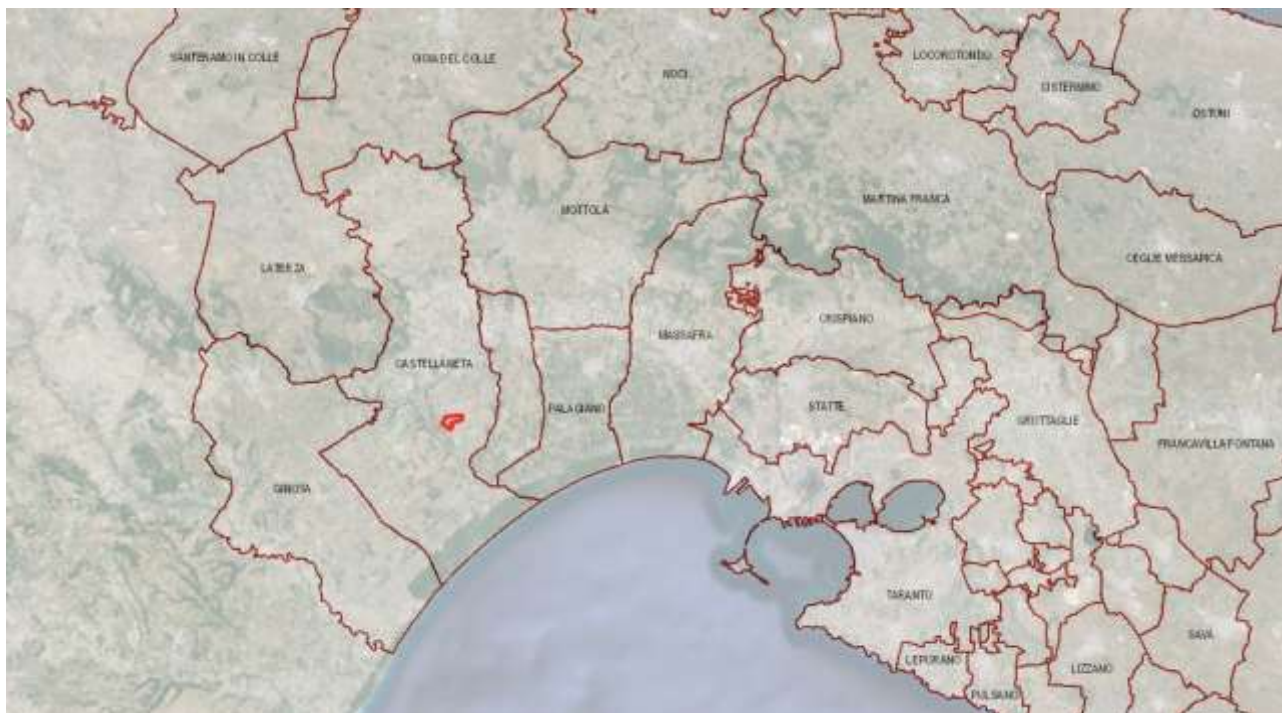 SANTERAMO IN COLLE
GIOIA DEL COLLE
NOCI
LOCOROTONDO
CISTERNINO
OSTUNI
MOTTOLA
MARTINA FRANCA
LATERZA
CEGLIE MESSAPICA
CRISPIANO
MASSAFRA
CASTELLANETA
PALAGIANO
STATTE
GROTTAGLIE
FRANCAVILLA FONTANA
GINOSA
TARANTO
SAVA
LEPORANO
LIZZANO
PULSANO